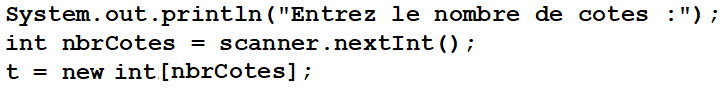 System.out.println("Entrez le nombre de cotes :");
int nbrCotes = scanner.nextInt();
t = new int[nbrCotes];